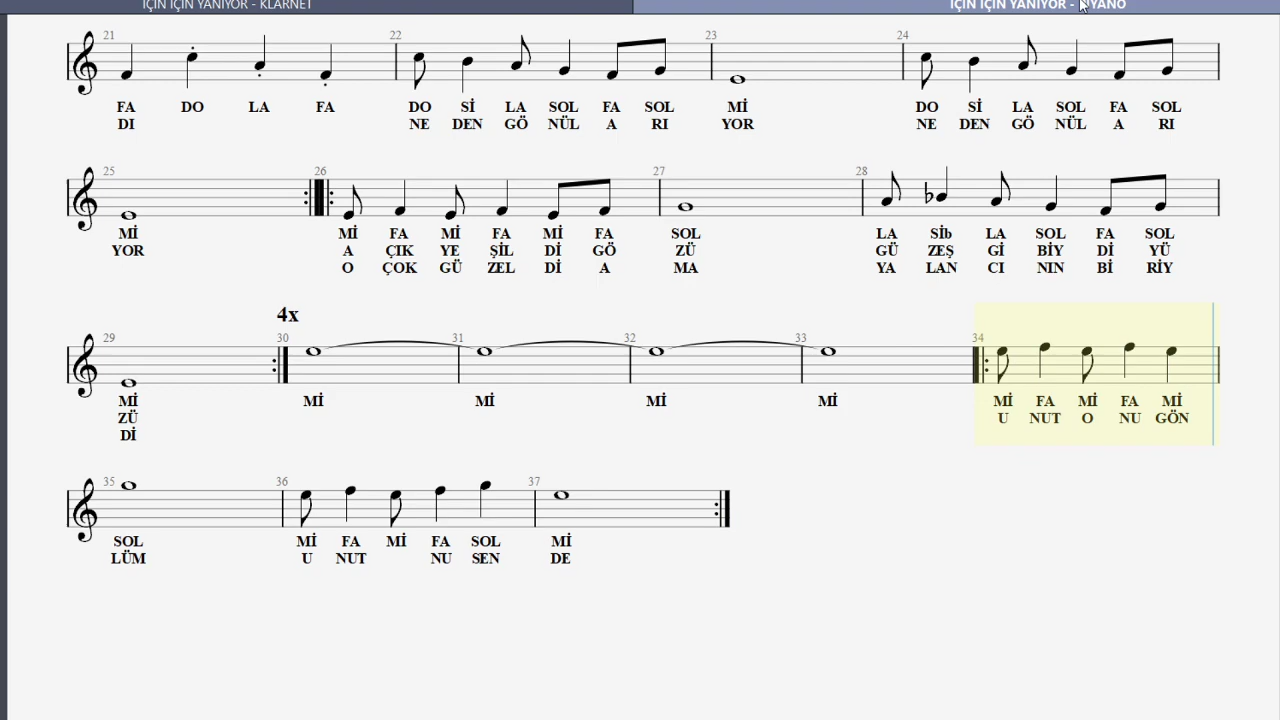 İÇİN İÇİN YANIYOR - KLARNET
İÇİN İÇİN YANIYOR - PİYANO
21 22 23 24
FA DO LA FA DO Sİ LA SOL FA SOL Mİ DO Sİ LA SOL FA SOL
DI NE DEN GÖ NÜL A RI YOR NE DEN GÖ NÜL A RI
25 26 27 28
Mİ Mİ FA Mİ FA Mİ FA SOL LA Sİb LA SOL FA SOL
YOR A ÇIK YE ŞİL Dİ GÖ ZÜ GÜ ZEŞ Gİ BİY Dİ YÜ
O ÇOK GÜ ZEL Dİ A MA YA LAN CI NIN Bİ RİY
4x
29 30 31 32 33 34
Mİ Mİ Mİ Mİ Mİ Mİ FA Mİ FA Mİ
ZÜ U NUT O NU GÖN
Dİ
35 36 37
SOL Mİ FA Mİ FA SOL Mİ
LÜM U NUT NU SEN DE